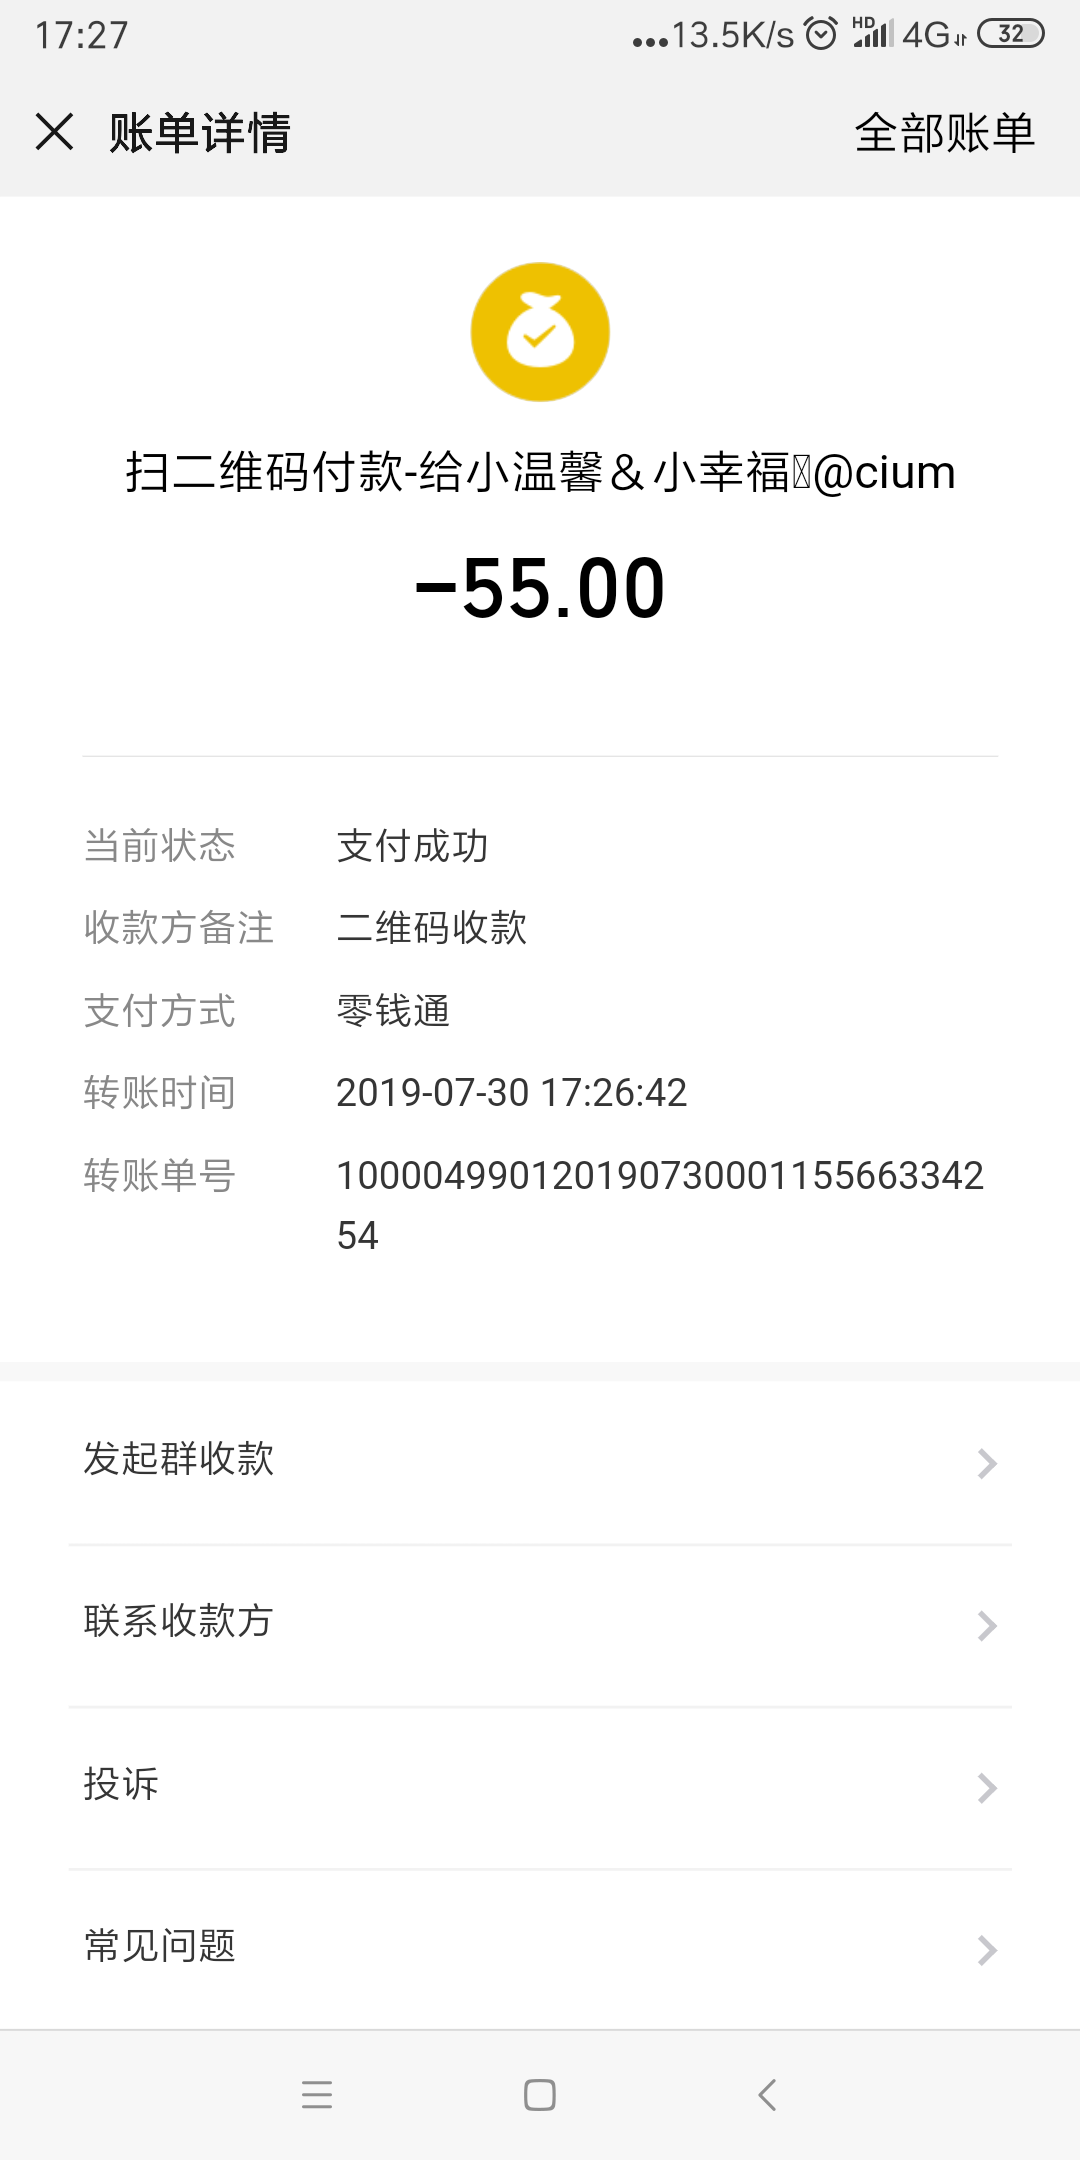 17:27
...13.5K/s HD 4G 32
账单详情
全部账单
扫二维码付款-给小温馨＆小幸福@cium
-55.00
当前状态 支付成功
收款方备注 二维码收款
支付方式 零钱通
转账时间 2019-07-30 17:26:42
转账单号 100004990120190730001155663342
54
发起群收款
联系收款方
投诉
常见问题